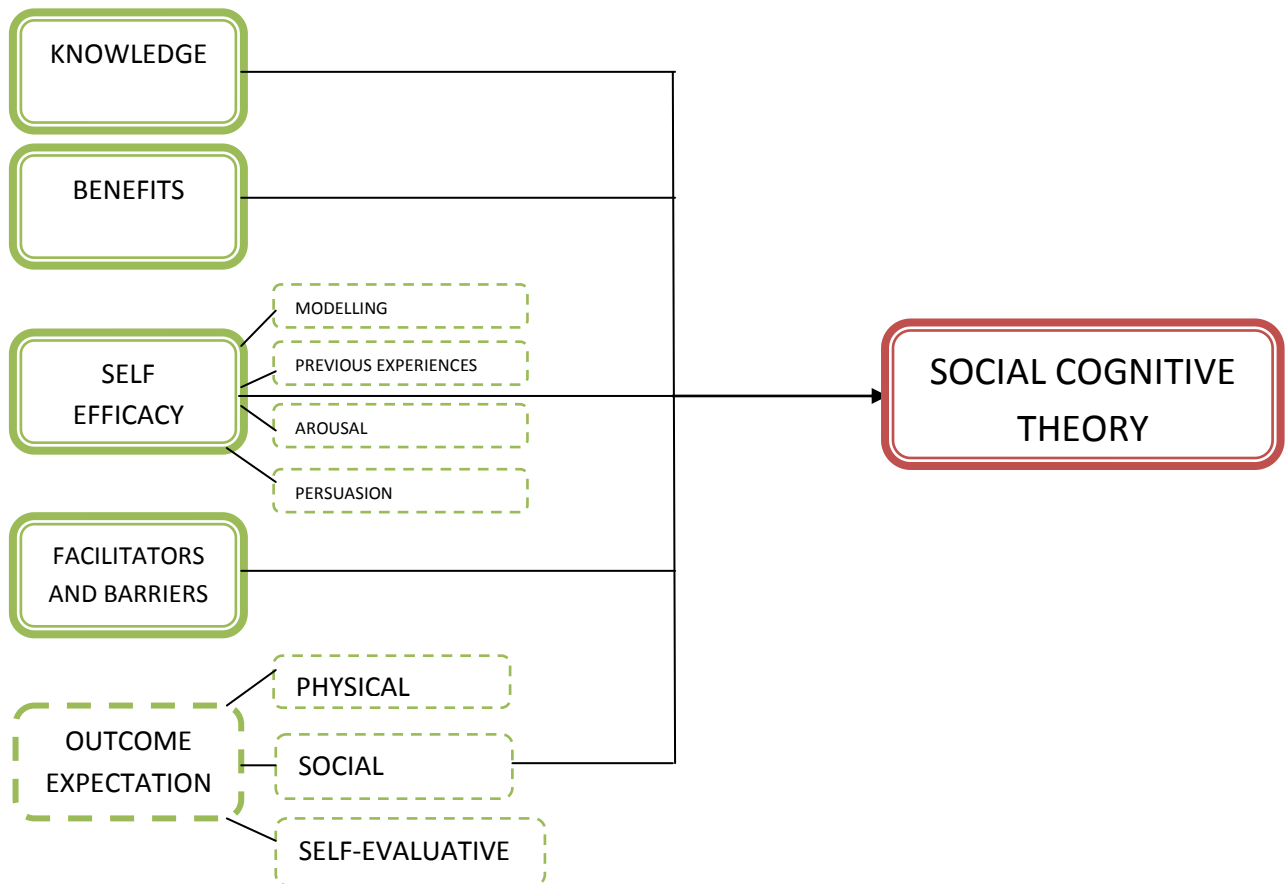 KNOWLEDGE
BENEFITS
SELF
EFFICACY
MODELLING
PREVIOUS EXPERIENCES
AROUSAL
PERSUASION
FACILITATORS
AND BARRIERS
OUTCOME
EXPECTATION
PHYSICAL
SOCIAL
SELF-EVALUATIVE
SOCIAL COGNITIVE
THEORY